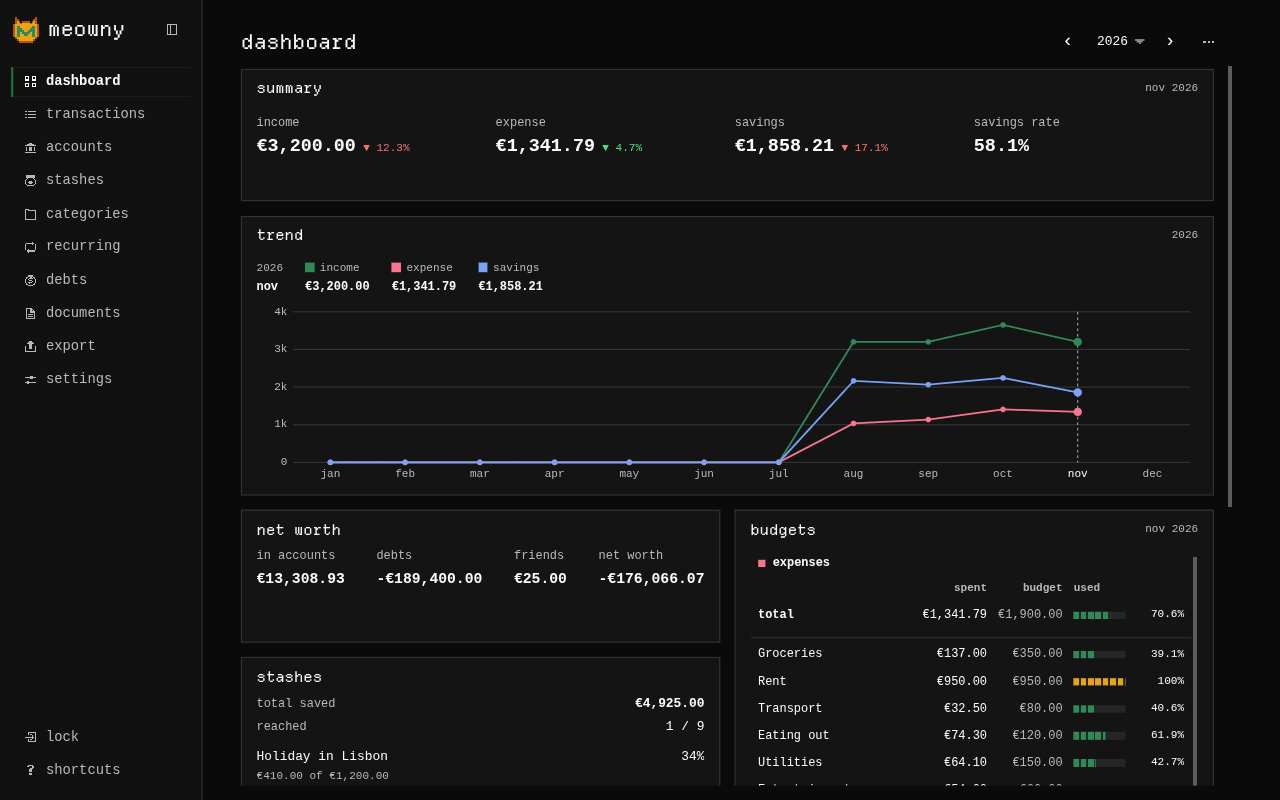 meowny
dashboard
transactions
accounts
stashes
categories
recurring
debts
documents
export
settings
lock
? shortcuts
dashboard
‹ 2026 › ...
summary nov 2026
income expense savings savings rate
€3,200.00 ▼ 12.3% €1,341.79 ▼ 4.7% €1,858.21 ▼ 17.1% 58.1%
trend 2026
2026 income expense savings
nov €3,200.00 €1,341.79 €1,858.21
4k
3k
2k
1k
0
jan feb mar apr may jun jul aug sep oct nov dec
net worth
in accounts debts friends net worth
€13,308.93 -€189,400.00 €25.00 -€176,066.07
stashes
total saved €4,925.00
reached 1 / 9
Holiday in Lisbon 34%
€410.00 of €1,200.00
budgets nov 2026
expenses
spent budget used
total €1,341.79 €1,900.00 70.6%
Groceries €137.00 €350.00 39.1%
Rent €950.00 €950.00 100%
Transport €32.50 €80.00 40.6%
Eating out €74.30 €120.00 61.9%
Utilities €64.10 €150.00 42.7%